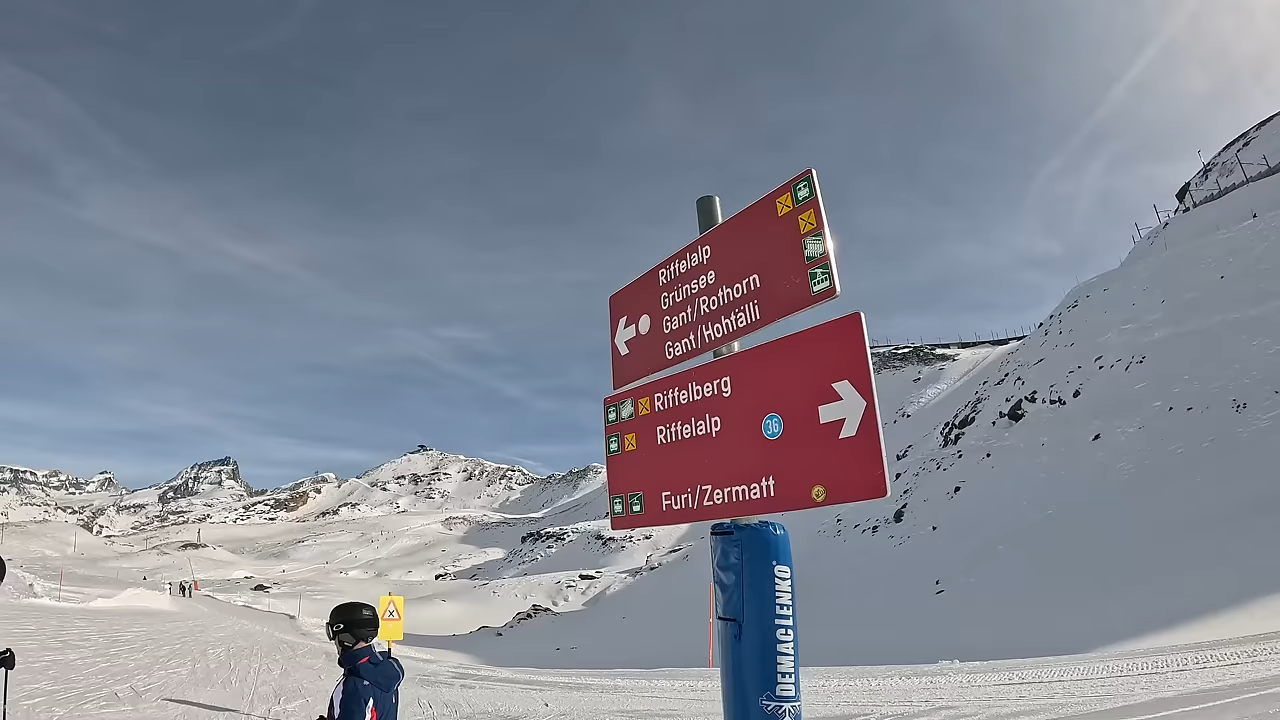 Riffelalp
Grünsee
Gant/Rothorn
Gant/Hohtälli
Riffelberg
Riffelalp
36
Furi/Zermatt
DEMACLENKO
X